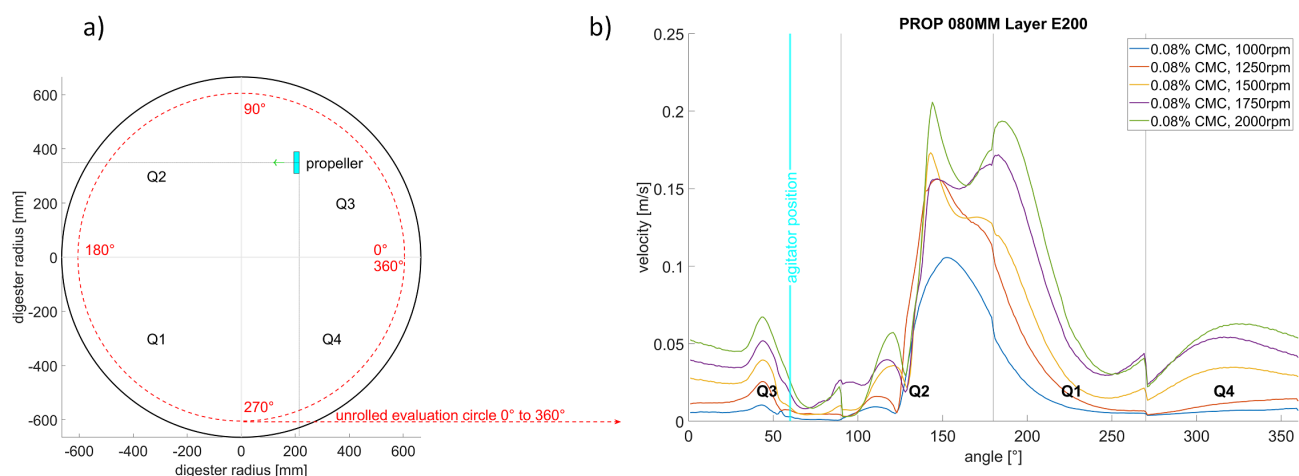 a)
600
400
200
0
-200
-400
-600
digester radius [mm]
-600 -400 -200 0 200 400 600
digester radius [mm]
90°
propeller
Q2
Q3
180°
0°
360°
Q1
Q4
270°
unrolled evaluation circle 0° to 360°
b)
PROP 080MM Layer E200
0.25
0.2
0.15
0.1
0.05
0
velocity [m/s]
0.08% CMC, 1000rpm
0.08% CMC, 1250rpm
0.08% CMC, 1500rpm
0.08% CMC, 1750rpm
0.08% CMC, 2000rpm
agitator position
Q3 Q2 Q1 Q4
0 50 100 150 200 250 300 350
angle [°]